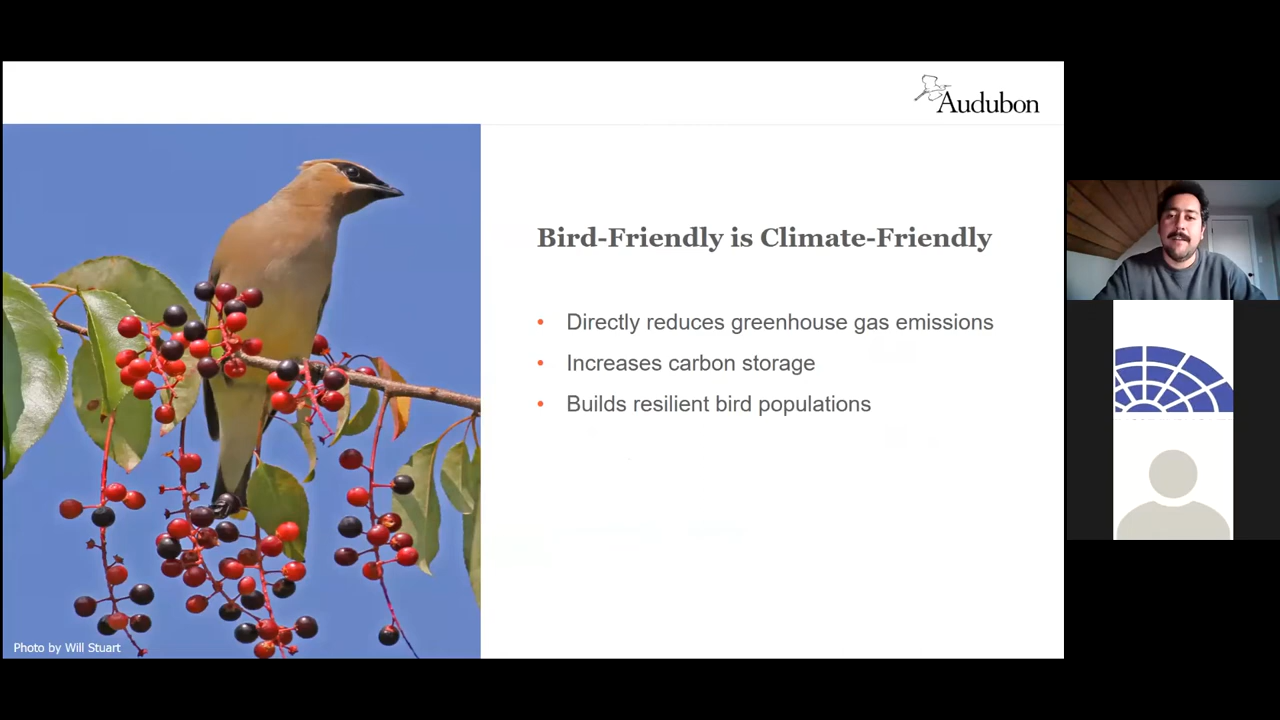 Audubon
Bird-Friendly is Climate-Friendly
• Directly reduces greenhouse gas emissions
• Increases carbon storage
• Builds resilient bird populations
Photo by Will Stuart